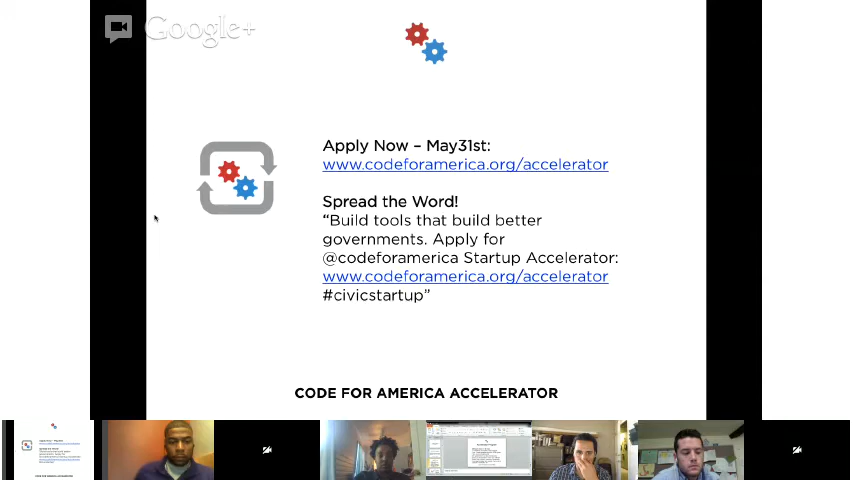 Google+
Apply Now – May31st:
www.codeforamerica.org/accelerator
Spread the Word!
“Build tools that build better
governments. Apply for
@codeforamerica Startup Accelerator:
www.codeforamerica.org/accelerator
#civicstartup”
CODE FOR AMERICA ACCELERATOR